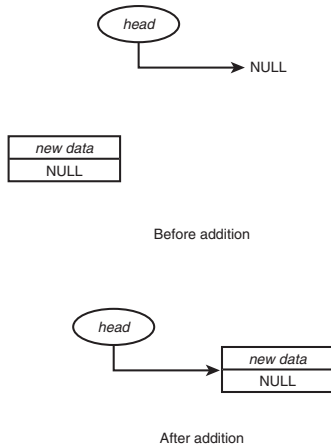 head
NULL
new data
NULL
Before addition
head
new data
NULL
After addition